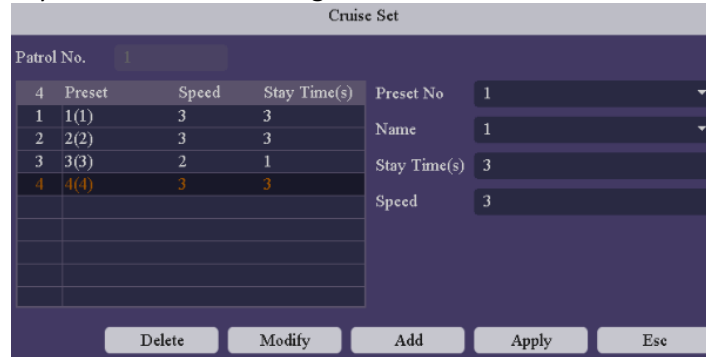 Cruise Set
Patrol No. 1
4 Preset Speed Stay Time(s)
1 1(1) 3 3
2 2(2) 3 3
3 3(3) 2 1
4 4(4) 3 3
Preset No 1
Name 1
Stay Time(s) 3
Speed 3
Delete Modify Add Apply Esc